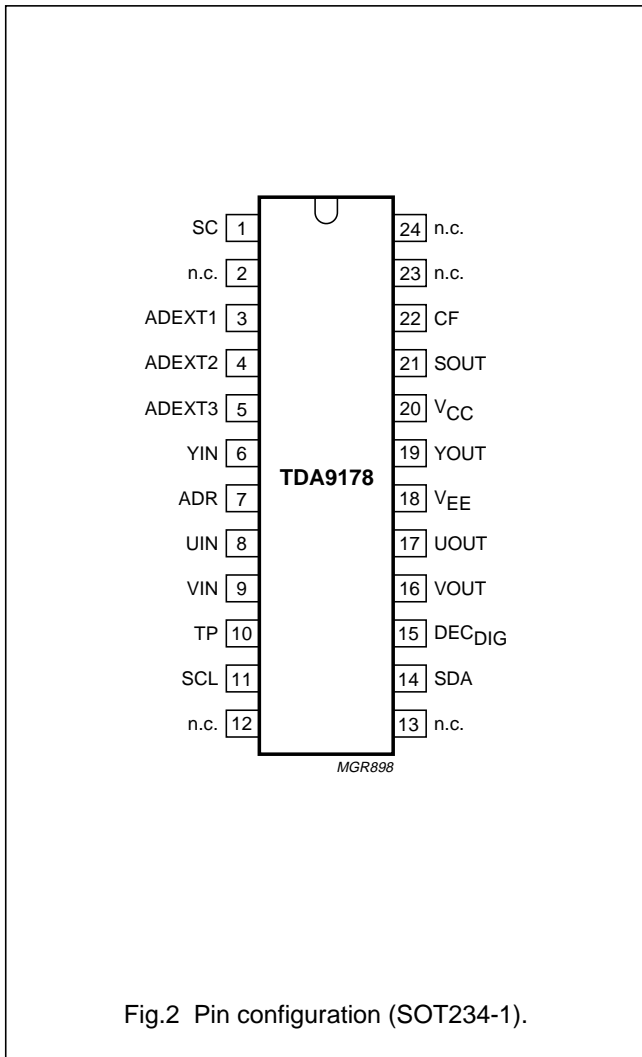 SC 1 24 n.c.
n.c. 2 23 n.c.
ADEXT1 3 22 CF
ADEXT2 4 21 SOUT
ADEXT3 5 20 VCC
YIN 6 19 YOUT
TDA9178
ADR 7 18 VEE
UIN 8 17 UOUT
VIN 9 16 VOUT
TP 10 15 DECDIG
SCL 11 14 SDA
n.c. 12 13 n.c.
MGR898
Fig.2 Pin configuration (SOT234-1).